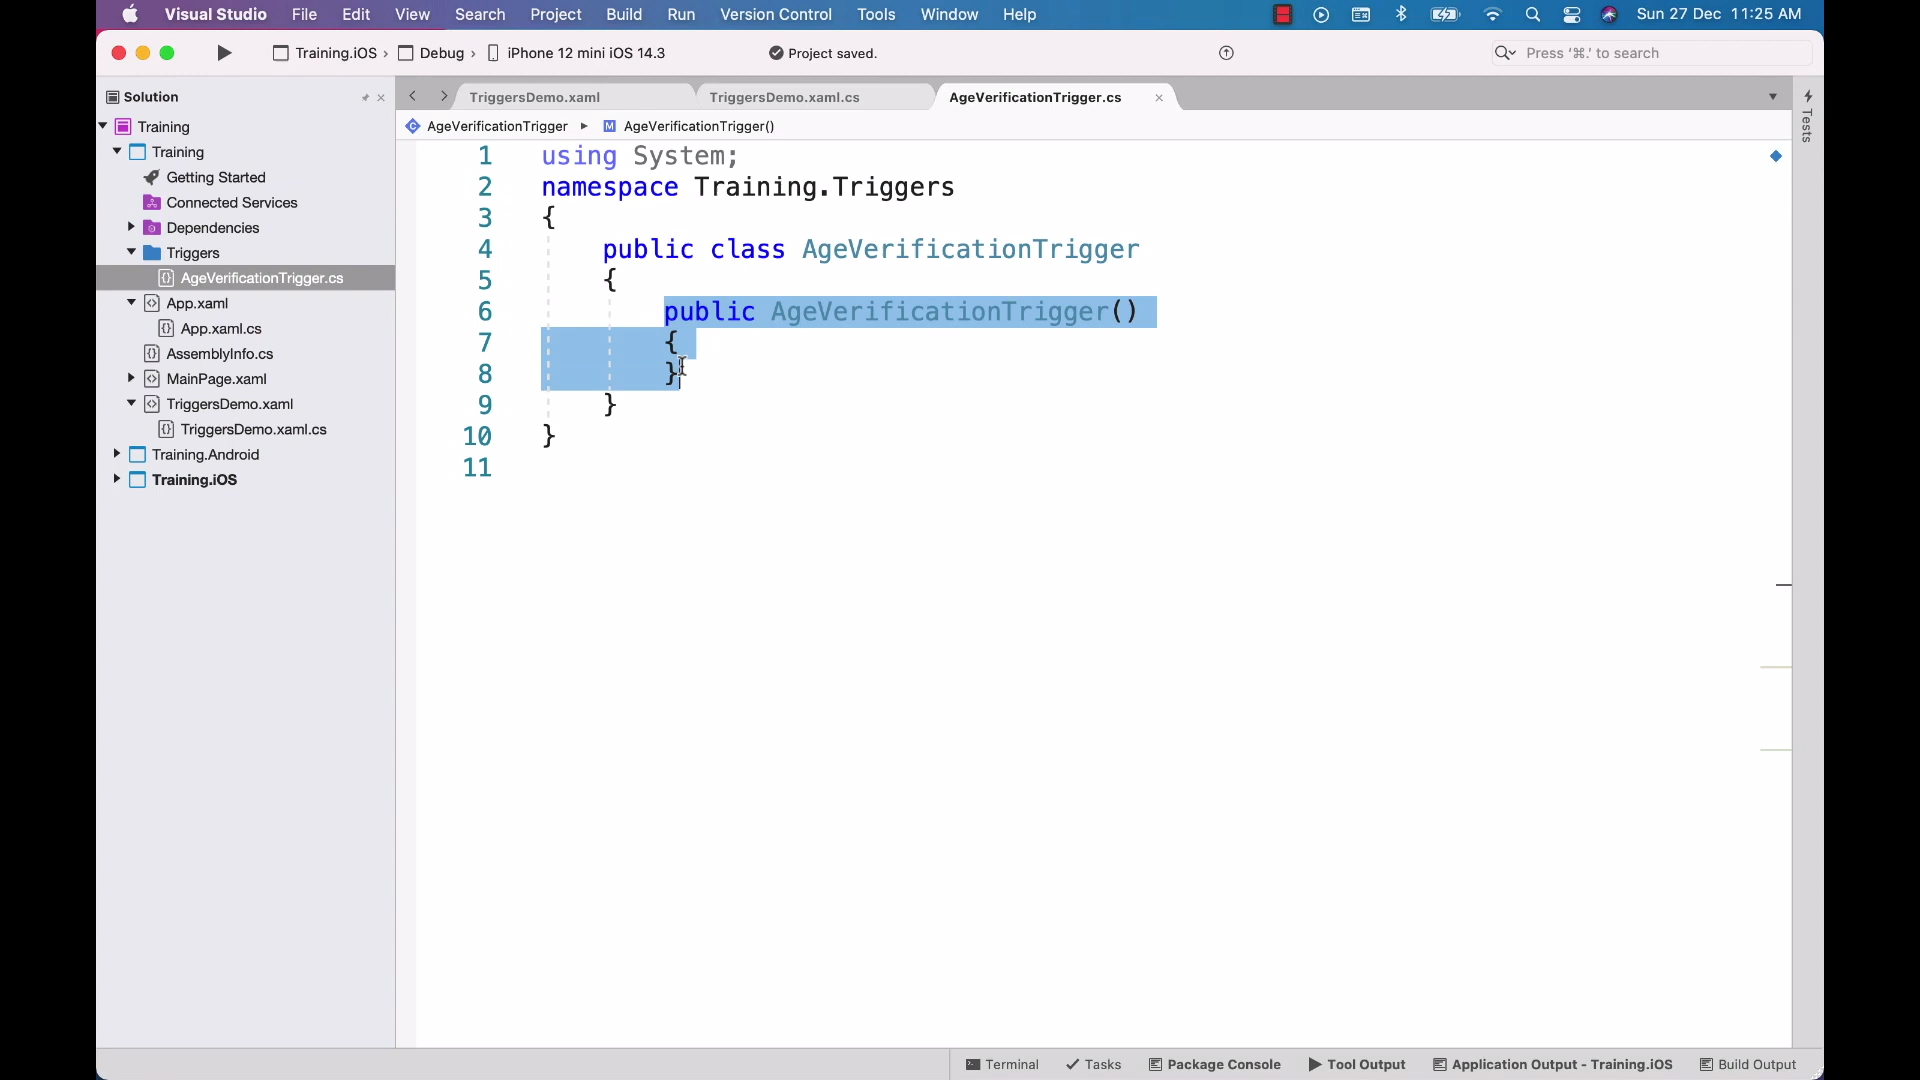 Visual Studio File Edit View Search Project Build Run Version Control Tools Window Help Sun 27 Dec 11:25 AM
Training.iOS › Debug › iPhone 12 mini iOS 14.3 Project saved. Press '⌘.' to search
Solution
TriggersDemo.xaml TriggersDemo.xaml.cs AgeVerificationTrigger.cs
AgeVerificationTrigger ▸ AgeVerificationTrigger()
Tests
Training
Training
Getting Started
Connected Services
Dependencies
Triggers
AgeVerificationTrigger.cs
App.xaml
App.xaml.cs
AssemblyInfo.cs
MainPage.xaml
TriggersDemo.xaml
TriggersDemo.xaml.cs
Training.Android
Training.iOS
1 using System;
2 namespace Training.Triggers
3 {
4 public class AgeVerificationTrigger
5 {
6 public AgeVerificationTrigger()
7 {
8 }
9 }
10 }
11
Terminal Tasks Package Console Tool Output Application Output - Training.iOS Build Output